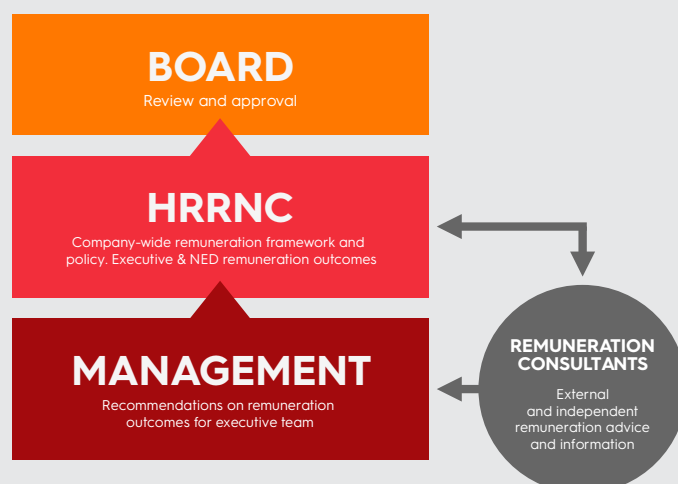 BOARD
Review and approval
HRRNC
Company-wide remuneration framework and
policy. Executive & NED remuneration outcomes
MANAGEMENT
Recommendations on remuneration
outcomes for executive team
REMUNERATION
CONSULTANTS
External
and independent
remuneration advice
and information